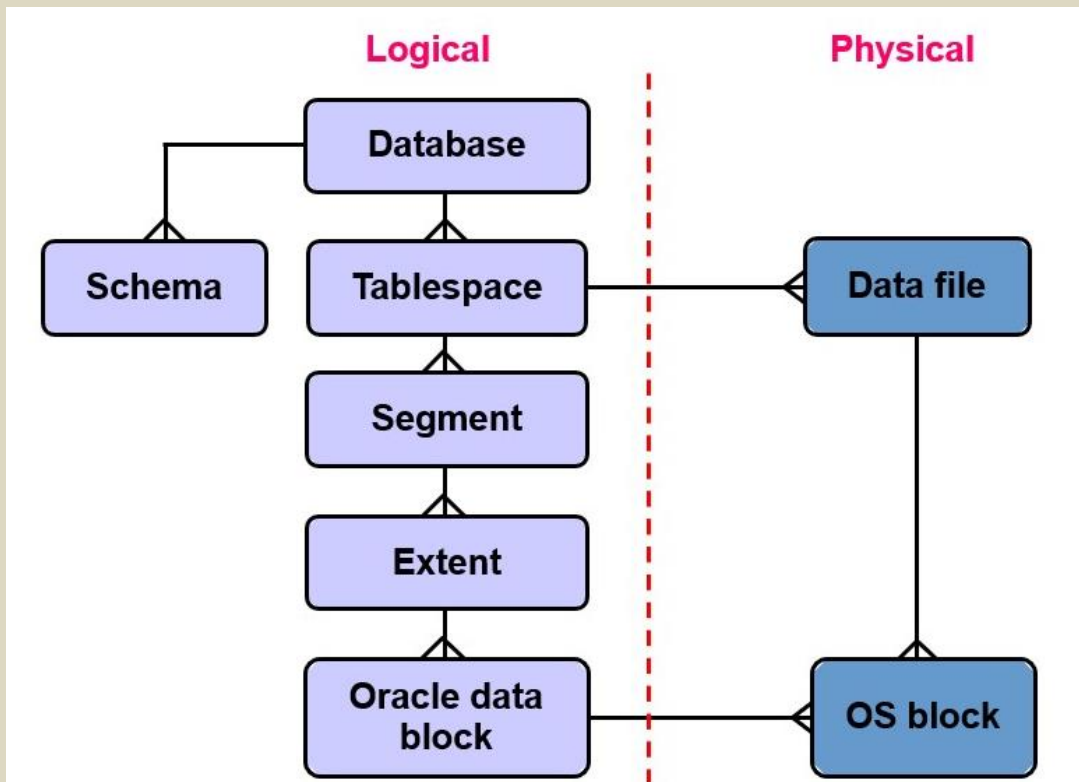 Logical
Physical
Database
Schema
Tablespace
Data file
Segment
Extent
Oracle data
block
OS block